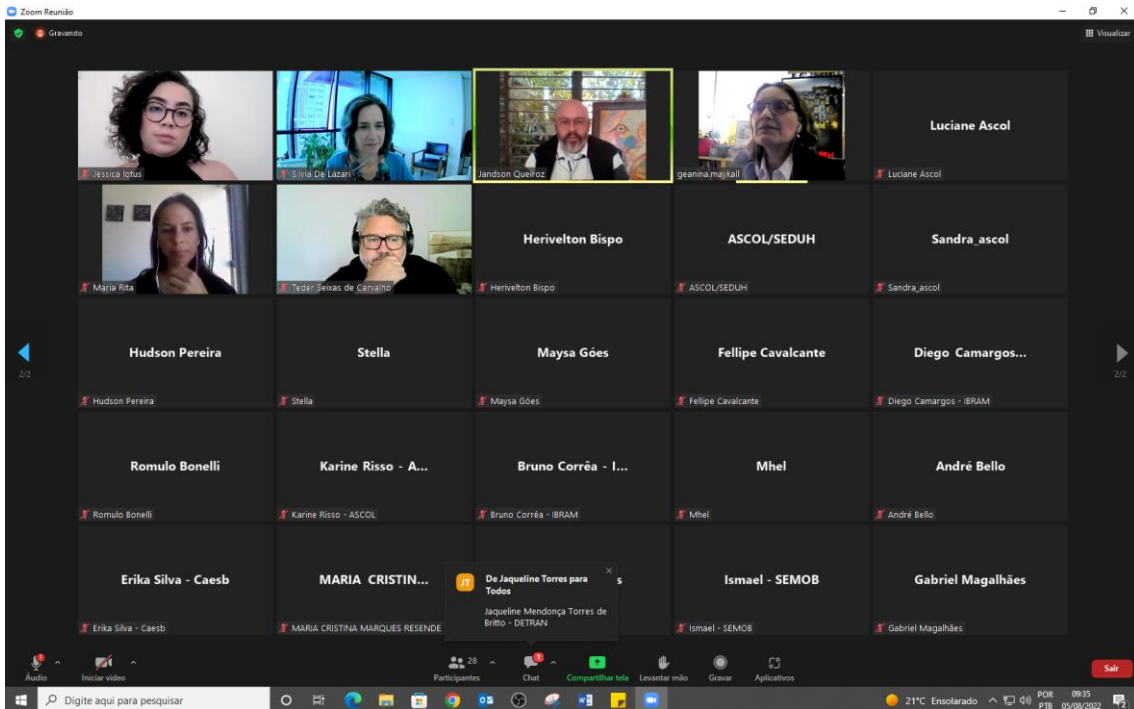 Zoom Reunião
Gravando
Visualizar
Jessica lotus
Silvia De Lázari
Jandson Queiroz
geanina.maykall
Luciane Ascol
Luciane Ascol
Maria Rita
Teder Seixas de Carvalho
Herivelton Bispo
Herivelton Bispo
ASCOL/SEDUH
ASCOL/SEDUH
Sandra_ascol
Sandra_ascol
2/2
Hudson Pereira
Hudson Pereira
Stella
Stella
Maysa Góes
Maysa Góes
Fellipe Cavalcante
Fellipe Cavalcante
Diego Camargos...
Diego Camargos - IBRAM
2/2
Romulo Bonelli
Romulo Bonelli
Karine Risso - A...
Karine Risso - ASCOL
Bruno Corrêa - I...
Bruno Corrêa - IBRAM
Mhel
Mhel
André Bello
André Bello
Erika Silva - Caesb
Erika Silva - Caesb
MARIA CRISTIN...
MARIA CRISTINA MARQUES RESENDE
JT
De Jaqueline Torres para
Todos
Jaqueline Mendonça Torres de
Britto - DETRAN
s
Ismael - SEMOB
Ismael - SEMOB
Gabriel Magalhães
Gabriel Magalhães
Áudio
Iniciar vídeo
28
Participantes
1
Chat
Compartilhar tela
Levantar mão
Gravar
Aplicativos
Sair
Digite aqui para pesquisar
21°C Ensolarado
POR
PTB
09:35
05/08/2022
2